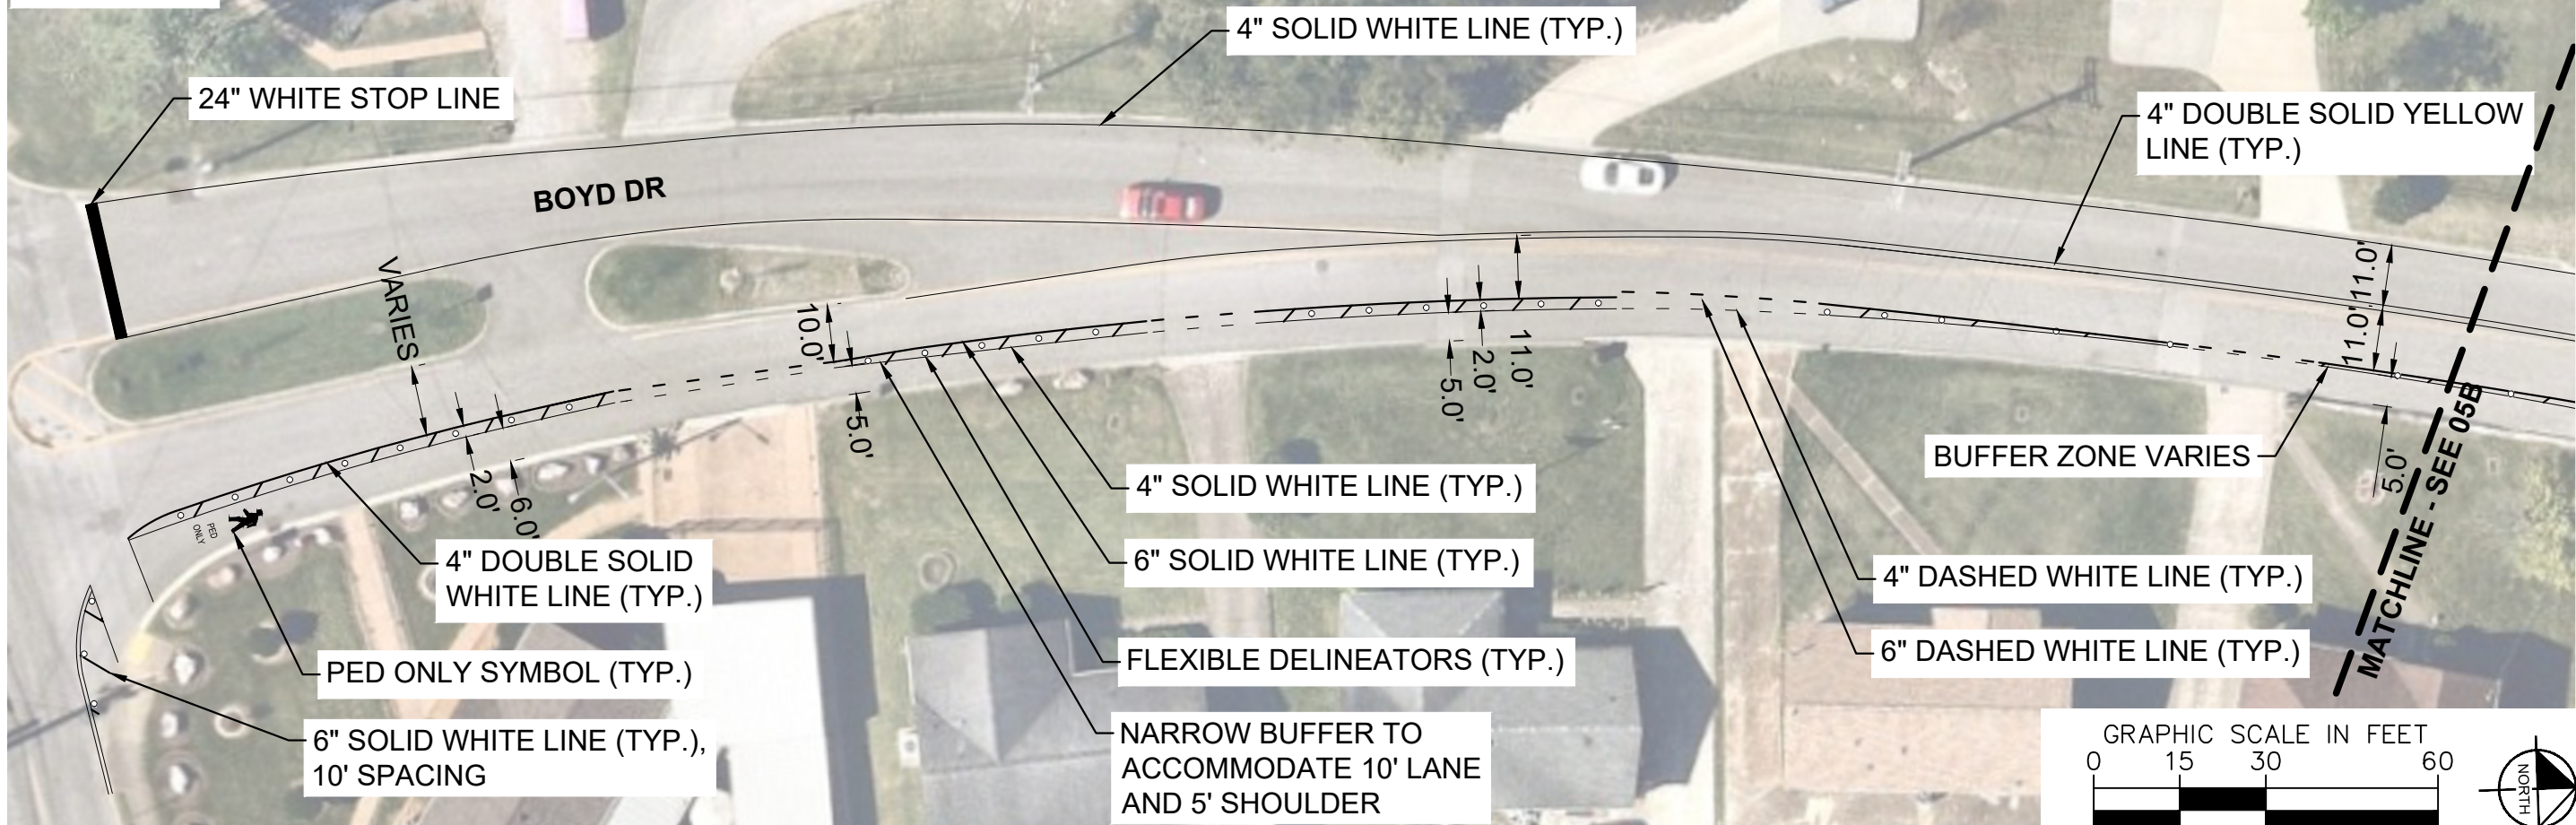 4" SOLID WHITE LINE (TYP.)
24" WHITE STOP LINE
4" DOUBLE SOLID YELLOW
LINE (TYP.)
BOYD DR
VARIES
10.0'
5.0'
2.0'
6.0'
5.0'
2.0'
11.0'
11.0'
11.0'
5.0'
BUFFER ZONE VARIES
MATCHLINE - SEE 05B
4" SOLID WHITE LINE (TYP.)
6" SOLID WHITE LINE (TYP.)
PED
ONLY
4" DOUBLE SOLID
WHITE LINE (TYP.)
4" DASHED WHITE LINE (TYP.)
6" DASHED WHITE LINE (TYP.)
FLEXIBLE DELINEATORS (TYP.)
PED ONLY SYMBOL (TYP.)
6" SOLID WHITE LINE (TYP.),
10' SPACING
NARROW BUFFER TO
ACCOMMODATE 10' LANE
AND 5' SHOULDER
GRAPHIC SCALE IN FEET
0 15 30 60
NORTH